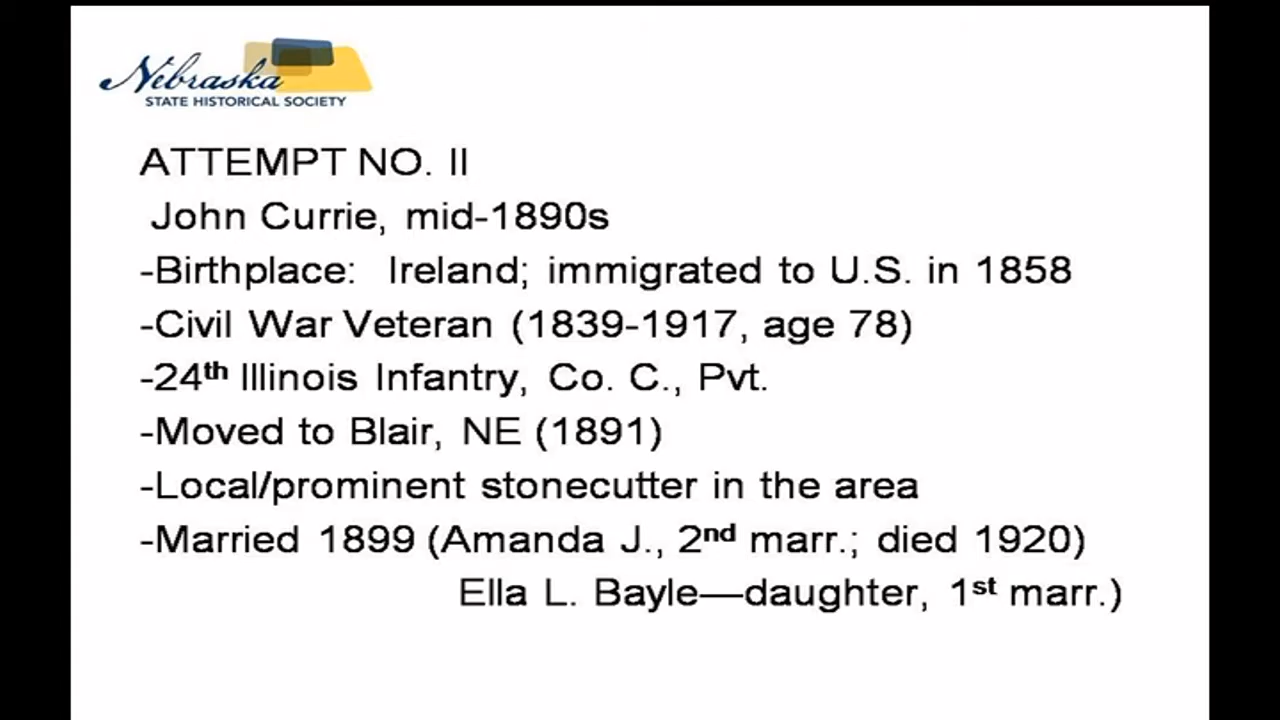 Nebraska
STATE HISTORICAL SOCIETY
ATTEMPT NO. II
John Currie, mid-1890s
-Birthplace: Ireland; immigrated to U.S. in 1858
-Civil War Veteran (1839-1917, age 78)
-24th Illinois Infantry, Co. C., Pvt.
-Moved to Blair, NE (1891)
-Local/prominent stonecutter in the area
-Married 1899 (Amanda J., 2nd marr.; died 1920)
Ella L. Bayle—daughter, 1st marr.)